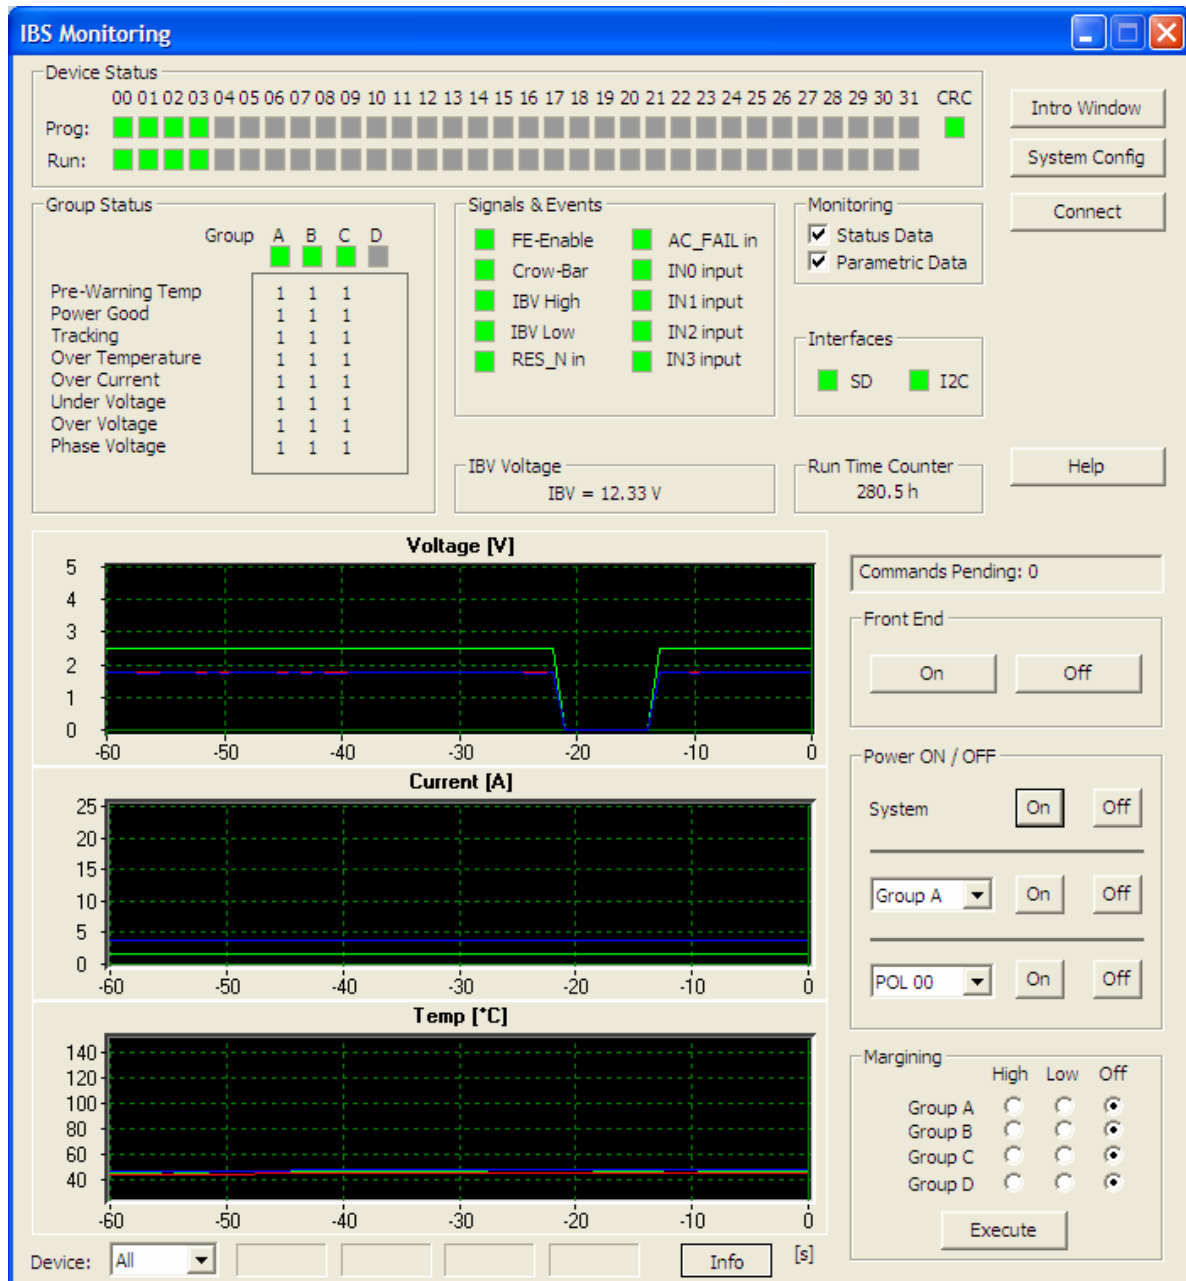 IBS Monitoring
Device Status
00 01 02 03 04 05 06 07 08 09 10 11 12 13 14 15 16 17 18 19 20 21 22 23 24 25 26 27 28 29 30 31 CRC
Prog:
Run:
Intro Window
System Config
Connect
Group Status
Group A B C D
Pre-Warning Temp 1 1 1
Power Good 1 1 1
Tracking 1 1 1
Over Temperature 1 1 1
Over Current 1 1 1
Under Voltage 1 1 1
Over Voltage 1 1 1
Phase Voltage 1 1 1
Signals & Events
FE-Enable AC_FAIL in
Crow-Bar IN0 input
IBV High IN1 input
IBV Low IN2 input
RES_N in IN3 input
Monitoring
Status Data
Parametric Data
Interfaces
SD I2C
IBV Voltage
IBV = 12.33 V
Run Time Counter
280.5 h
Help
Voltage [V]
5
4
3
2
1
0
-60 -50 -40 -30 -20 -10 0
Current [A]
25
20
15
10
5
0
-60 -50 -40 -30 -20 -10 0
Temp [°C]
140
120
100
80
60
40
-60 -50 -40 -30 -20 -10 0
Device: All Info [s]
Commands Pending: 0
Front End
On Off
Power ON / OFF
System On Off
Group A On Off
POL 00 On Off
Margining
High Low Off
Group A
Group B
Group C
Group D
Execute